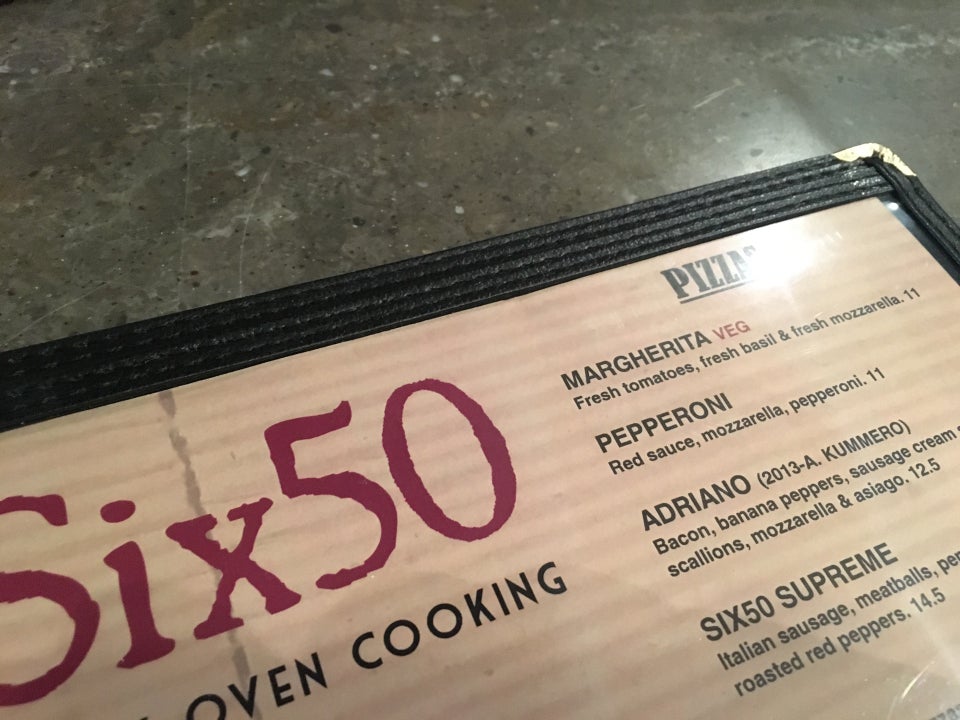 Six50
OVEN COOKING
PIZZAS
MARGHERITA VEG
Fresh tomatoes, fresh basil & fresh mozzarella. 11
PEPPERONI
Red sauce, mozzarella, pepperoni. 11
ADRIANO (2013-A. KUMMERO)
Bacon, banana peppers, sausage cream
scallions, mozzarella & asiago. 12.5
SIX50 SUPREME
Italian sausage, meatballs,
roasted red peppers. 14.5